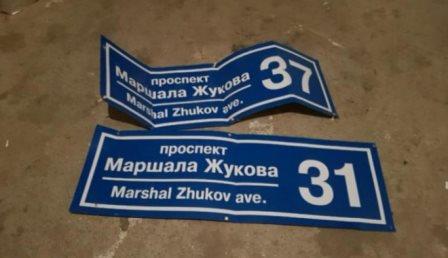 проспект
Маршала Жукова
Marshal Zhukov ave.
37
проспект
Маршала Жукова
Marshal Zhukov ave.
31